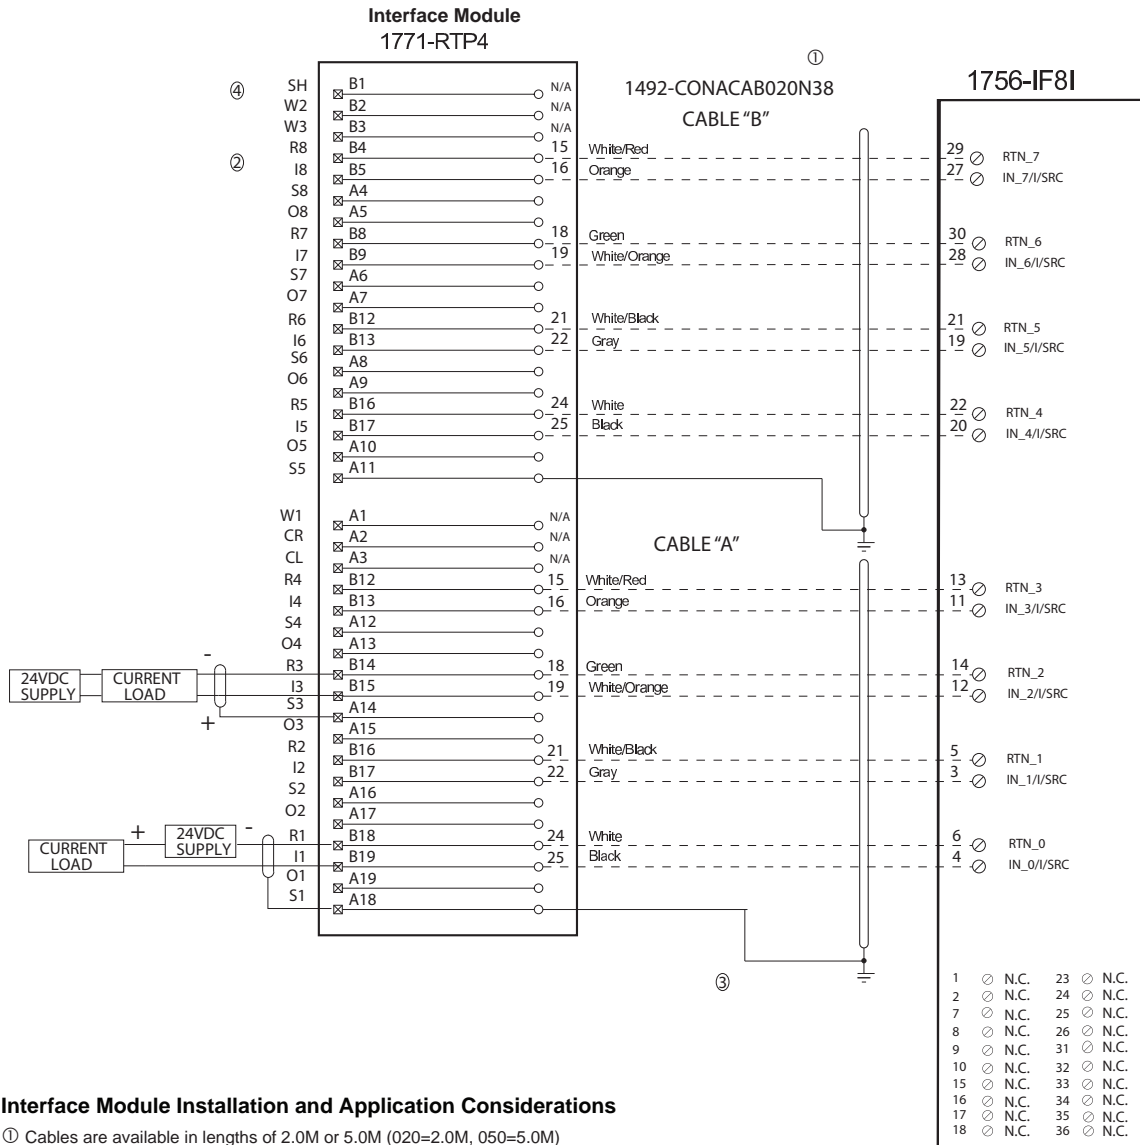 Interface Module
1771-RTP4
①
1492-CONACAB020N38
CABLE "B"
1756-IF8I
④
②
SH B1 N/A
W2 B2 N/A
W3 B3 N/A
R8 B4 15 White/Red 29 RTN_7
I8 B5 16 Orange 27 IN_7/I/SRC
S8 A4
O8 A5
R7 B8 18 Green 30 RTN_6
I7 B9 19 White/Orange 28 IN_6/I/SRC
S7 A6
O7 A7
R6 B12 21 White/Black 21 RTN_5
I6 B13 22 Gray 19 IN_5/I/SRC
S6 A8
O6 A9
R5 B16 24 White 22 RTN_4
I5 B17 25 Black 20 IN_4/I/SRC
O5 A10
S5 A11
W1 A1 N/A
CR A2 N/A
CABLE "A"
CL A3 N/A
R4 B12 15 White/Red 13 RTN_3
I4 B13 16 Orange 11 IN_3/I/SRC
S4 A12
O4 A13
-
24VDC SUPPLY
CURRENT LOAD
+
R3 B14 18 Green 14 RTN_2
I3 B15 19 White/Orange 12 IN_2/I/SRC
S3 A14
O3 A15
R2 B16 21 White/Black 5 RTN_1
I2 B17 22 Gray 3 IN_1/I/SRC
S2 A16
O2 A17
CURRENT LOAD
+
24VDC SUPPLY
-
R1 B18 24 White 6 RTN_0
I1 B19 25 Black 4 IN_0/I/SRC
O1 A19
S1 A18
③
1 N.C. 23 N.C.
2 N.C. 24 N.C.
7 N.C. 25 N.C.
8 N.C. 26 N.C.
9 N.C. 31 N.C.
10 N.C. 32 N.C.
15 N.C. 33 N.C.
16 N.C. 34 N.C.
17 N.C. 35 N.C.
18 N.C. 36 N.C.
Interface Module Installation and Application Considerations
① Cables are available in lengths of 2.0M or 5.0M (020=2.0M, 050=5.0M)